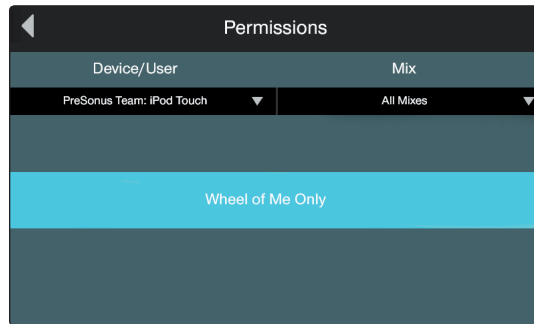 Permissions
Device/User Mix
PreSonus Team: iPod Touch All Mixes
Wheel of Me Only